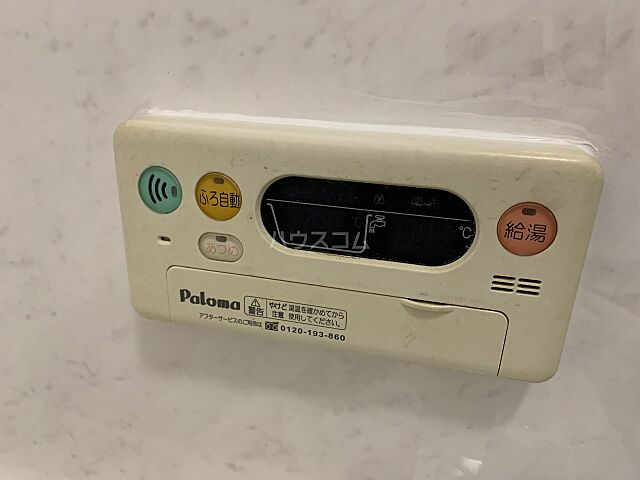 ふろ自動
あつめ
℃
℃
給湯
ハウスコム
Paloma
警告
やけど 湯温を確かめてから
注意 使用してください。
アフターサービスのご用命は 0120-193-860